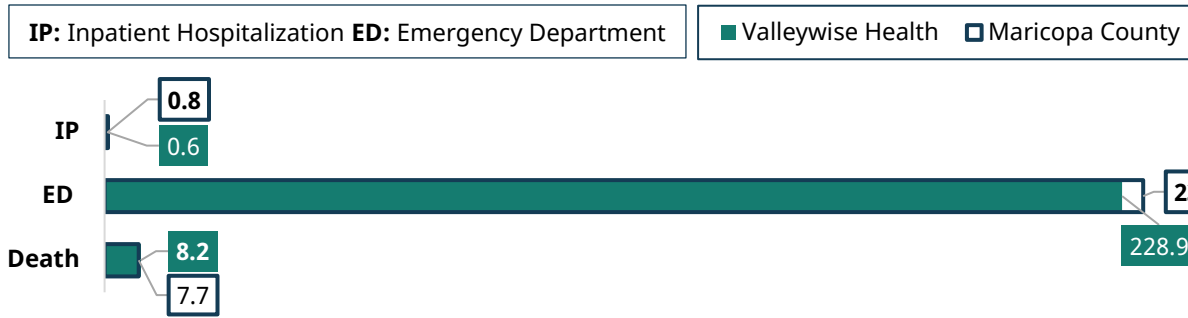 IP: Inpatient Hospitalization ED: Emergency Department
Valleywise Health Maricopa County
0.8
IP
0.6
ED
228.9
Death
8.2
7.7